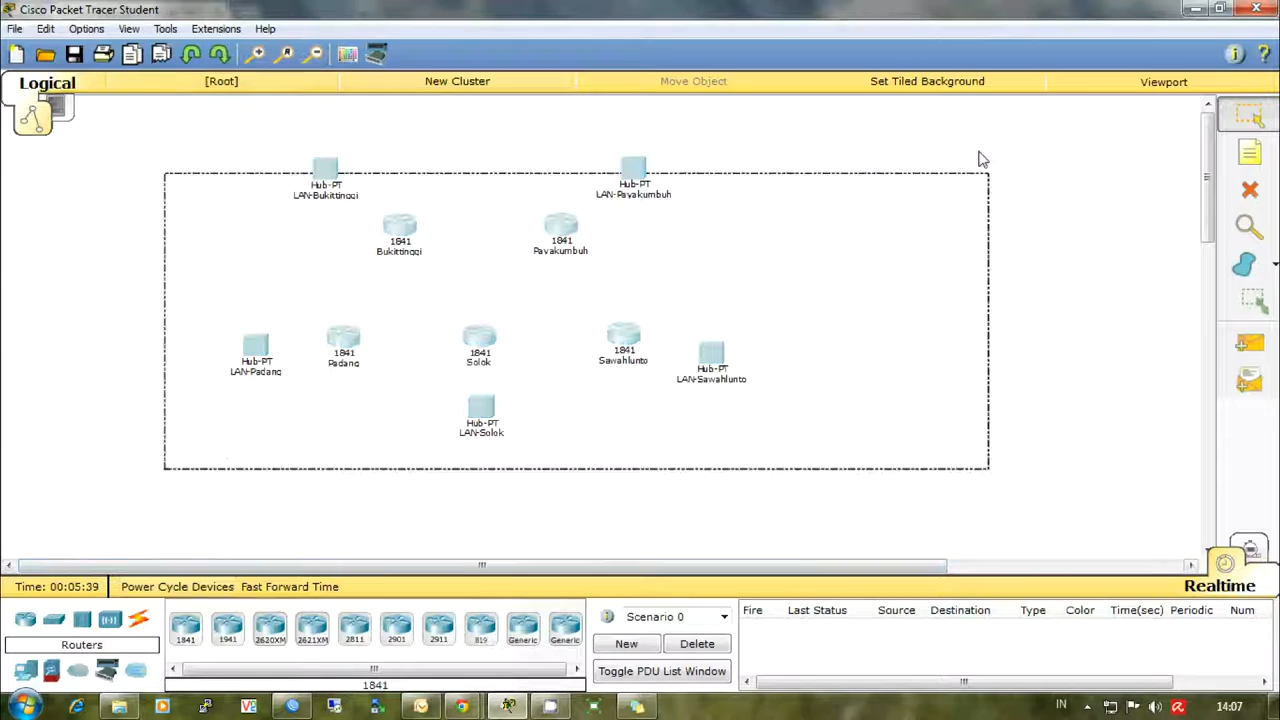 Cisco Packet Tracer Student
File Edit Options View Tools Extensions Help
Logical
[Root]
New Cluster
Move Object
Set Tiled Background
Viewport
Hub-PT
LAN-Bukittinggi
Hub-PT
LAN-Payakumbuh
1841
Bukittinggi
1841
Payakumbuh
Hub-PT
LAN-Padang
1841
Padang
1841
Solok
1841
Sawahlunto
Hub-PT
LAN-Sawahlunto
Hub-PT
LAN-Solok
Time: 00:05:39
Power Cycle Devices Fast Forward Time
Realtime
Routers
1841 1941 2620XM 2621XM 2811 2901 2911 819 Generic Generic
1841
Scenario 0
New
Delete
Toggle PDU List Window
Fire Last Status Source Destination Type Color Time(sec) Periodic Num
IN
14:07